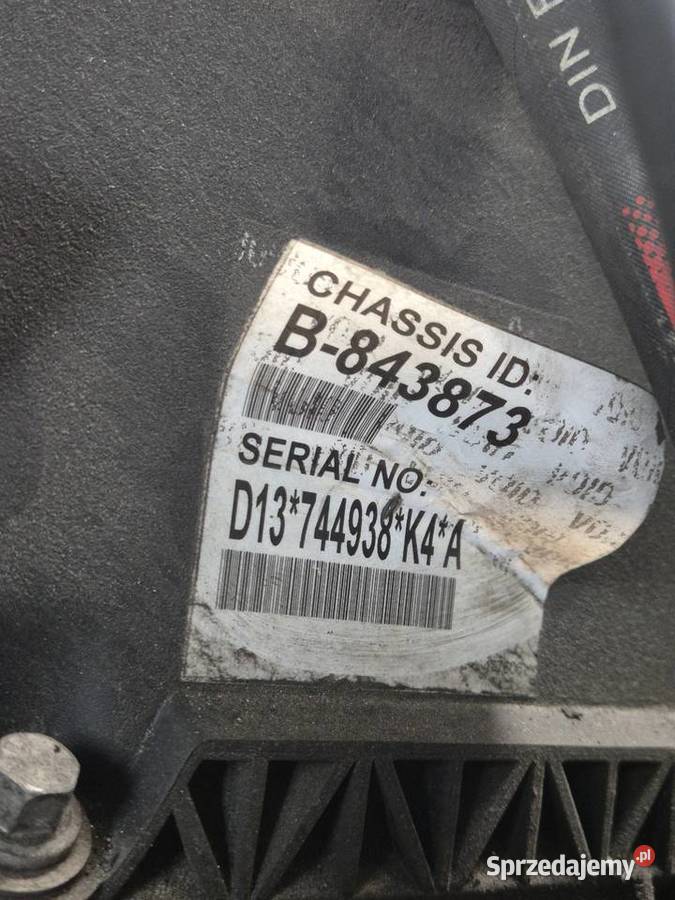 DIN E
CHASSIS ID:
B-843873
SERIAL NO:
D13*744938*K4*A
Sprzedajemy.pl